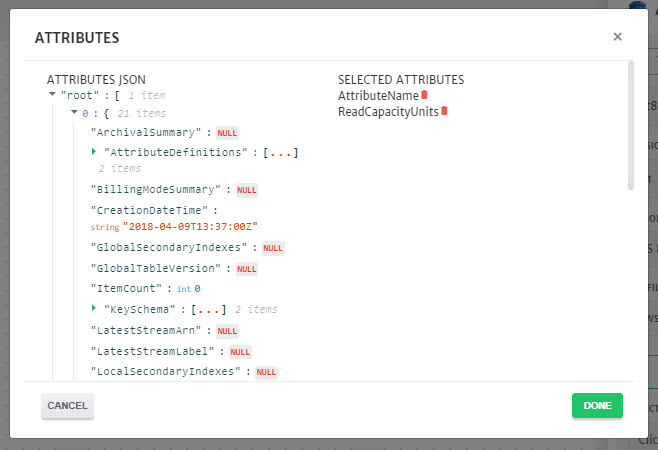 ATTRIBUTES
×
ATTRIBUTES JSON
"root" : [ 1 item
0 : { 21 items
"ArchivalSummary" : NULL
"AttributeDefinitions" : [...]
2 items
"BillingModeSummary" : NULL
"CreationDateTime" :
string "2018-04-09T13:37:00Z"
"GlobalSecondaryIndexes" : NULL
"GlobalTableVersion" : NULL
"ItemCount" : int 0
"KeySchema" : [...] 2 items
"LatestStreamArn" : NULL
"LatestStreamLabel" : NULL
"LocalSecondaryIndexes" : NULL
SELECTED ATTRIBUTES
AttributeName
ReadCapacityUnits
CANCEL
DONE
Clic